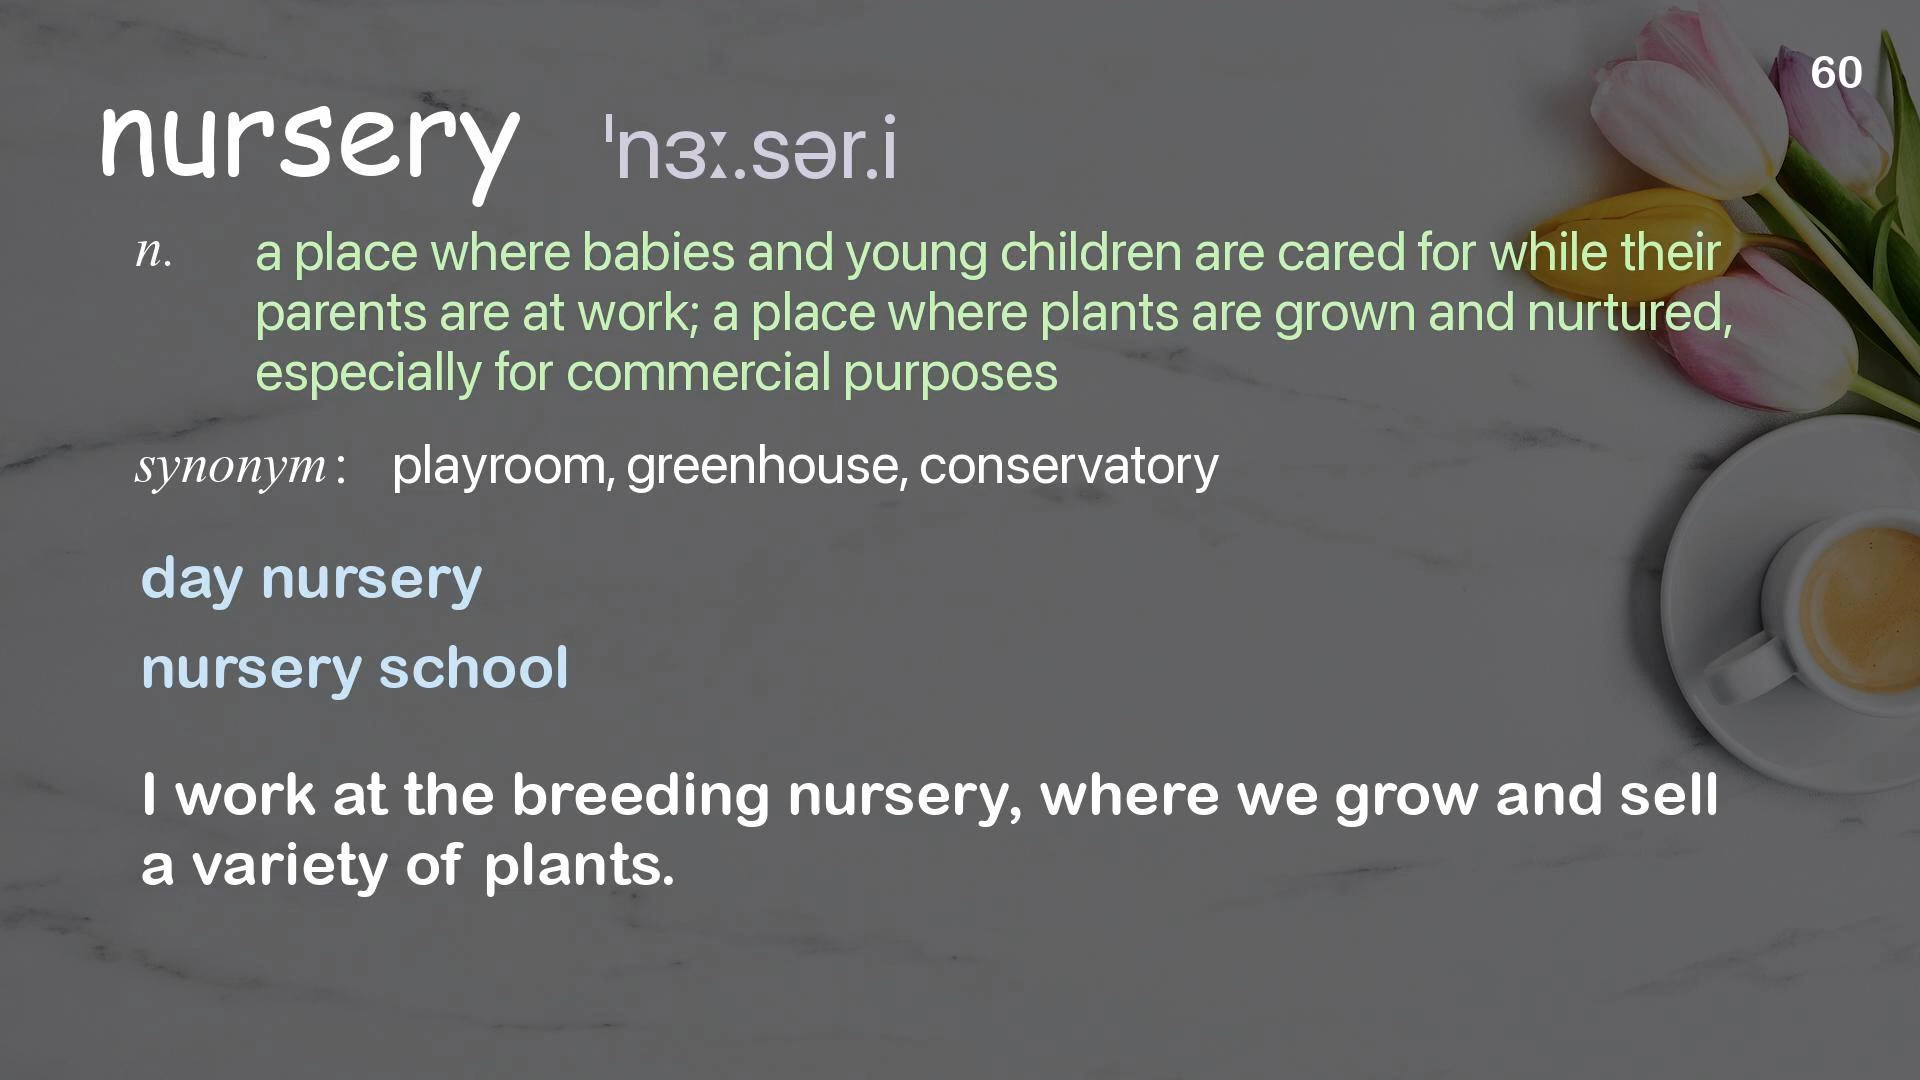 60
nursery ˈnɜː.sər.i
n. a place where babies and young children are cared for while their
parents are at work; a place where plants are grown and nurtured,
especially for commercial purposes
synonym: playroom, greenhouse, conservatory
day nursery
nursery school
I work at the breeding nursery, where we grow and sell
a variety of plants.